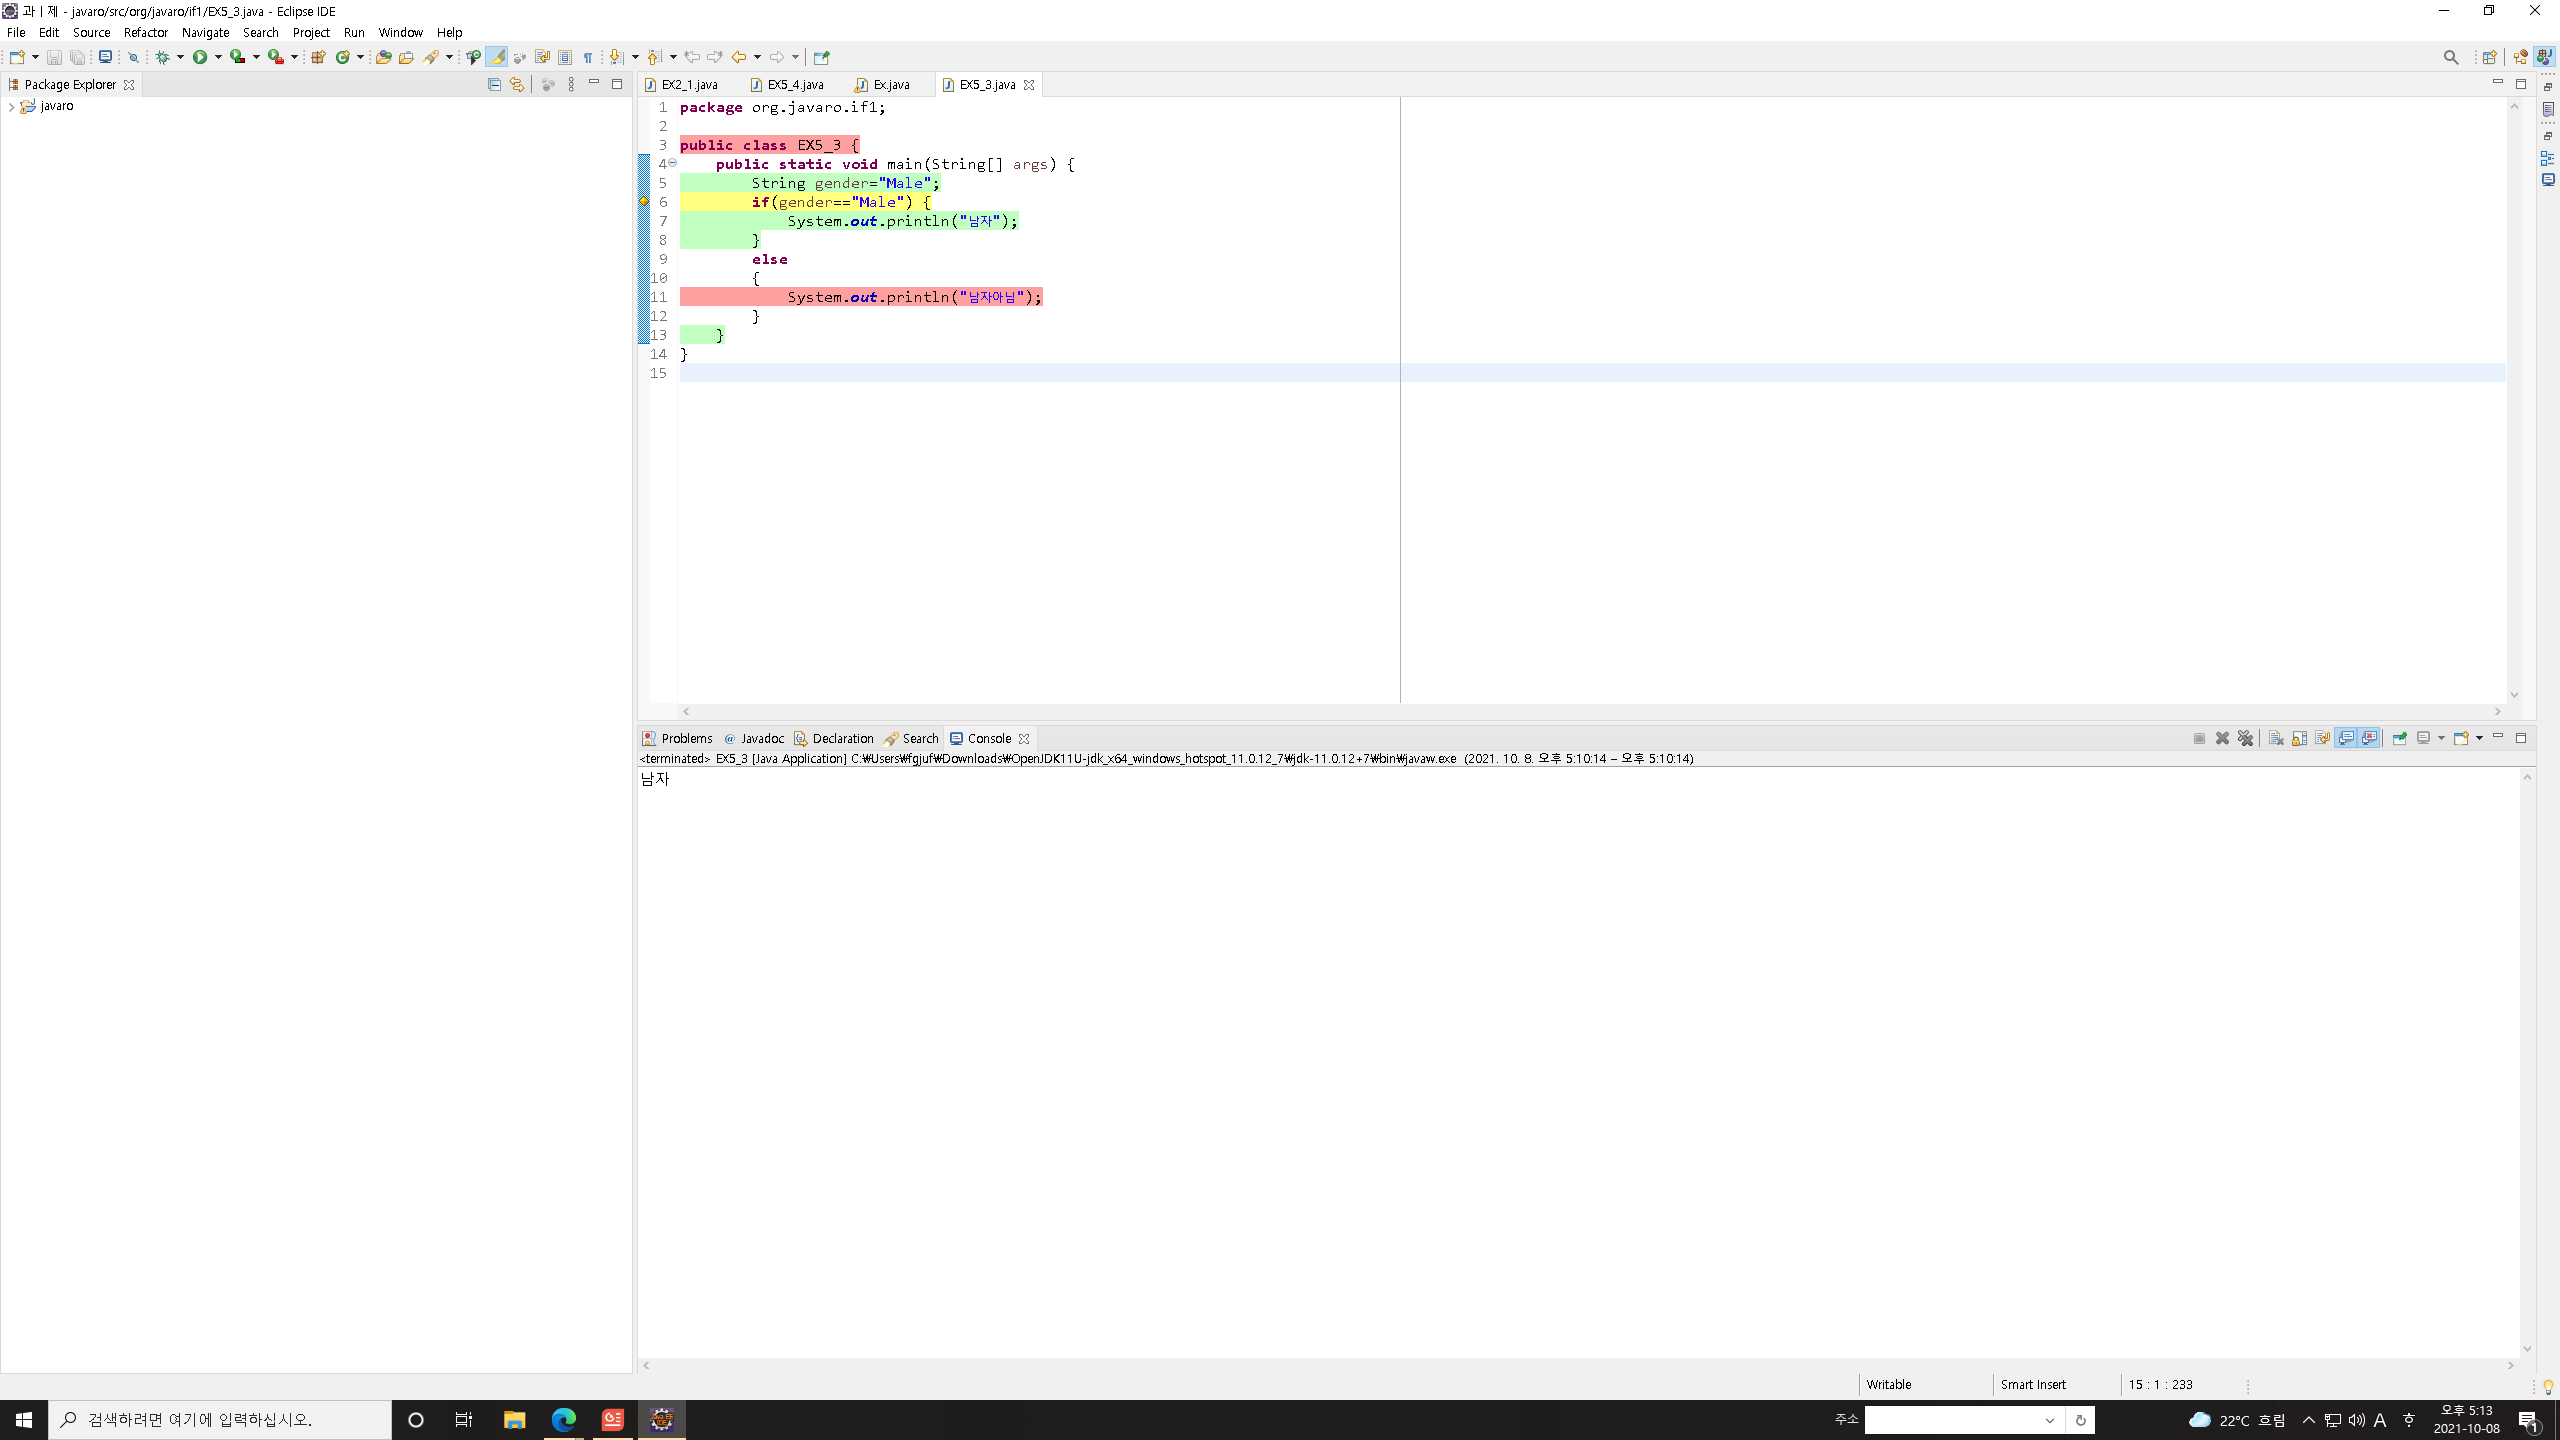 과ㅣ제 - javaro/src/org/javaro/if1/EX5_3.java - Eclipse IDE
File Edit Source Refactor Navigate Search Project Run Window Help
Package Explorer
javaro
EX2_1.java EX5_4.java Ex.java EX5_3.java
1 package org.javaro.if1;
2
3 public class EX5_3 {
4 public static void main(String[] args) {
5 String gender="Male";
6 if(gender=="Male") {
7 System.out.println("남자");
8 }
9 else
10 {
11 System.out.println("남자아님");
12 }
13 }
14 }
15
Problems @ Javadoc Declaration Search Console
<terminated> EX5_3 [Java Application] C:₩Users₩fgjuf₩Downloads₩OpenJDK11U-jdk_x64_windows_hotspot_11.0.12_7₩jdk-11.0.12+7₩bin₩javaw.exe (2021. 10. 8. 오후 5:10:14 – 오후 5:10:14)
남자
Writable Smart Insert 15 : 1 : 233
검색하려면 여기에 입력하십시오.
주소
22°C 흐림
A
오후 5:13
2021-10-08
1